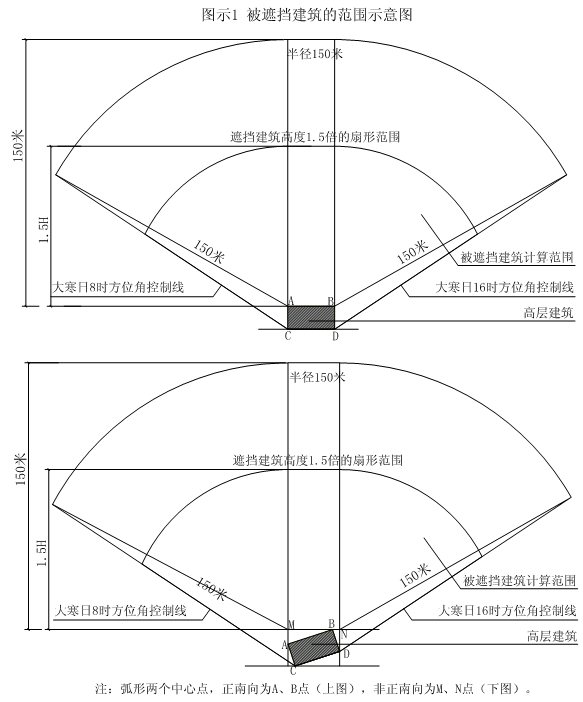 图示1 被遮挡建筑的范围示意图
半径150米
150米
遮挡建筑高度1.5倍的扇形范围
1.5H
150米
150米
被遮挡建筑计算范围
大寒日8时方位角控制线
A
B
大寒日16时方位角控制线
高层建筑
C
D
半径150米
150米
遮挡建筑高度1.5倍的扇形范围
1.5H
150米
150米
被遮挡建筑计算范围
大寒日8时方位角控制线
M
B
N
大寒日16时方位角控制线
A
高层建筑
D
C
注：弧形两个中心点，正南向为A、B点（上图），非正南向为M、N点（下图）。